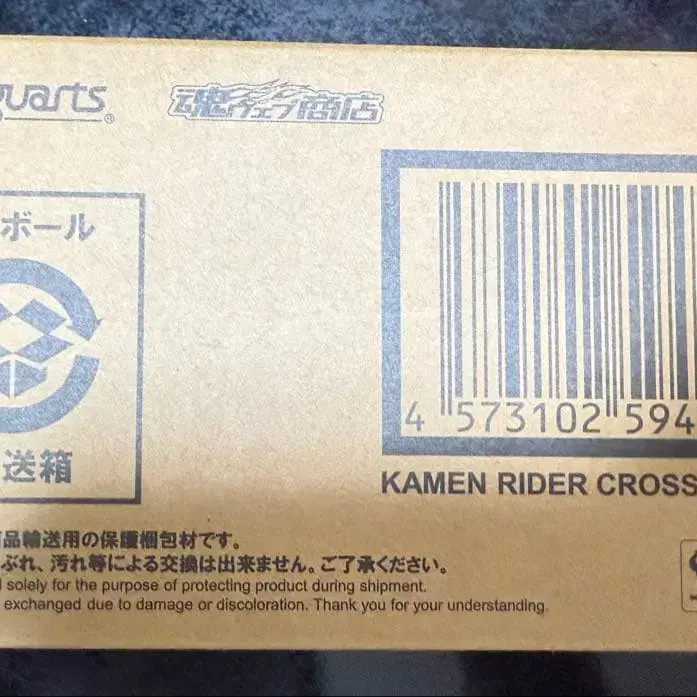 uarts®
魂ウェブ商店
ボール
送箱
4 573102 594
KAMEN RIDER CROSS
品輸送用の保護梱包材です。
ぶれ、汚れ等による交換は出来ません。ご了承ください。
solely for the purpose of protecting product during shipment.
exchanged due to damage or discoloration. Thank you for your understanding.